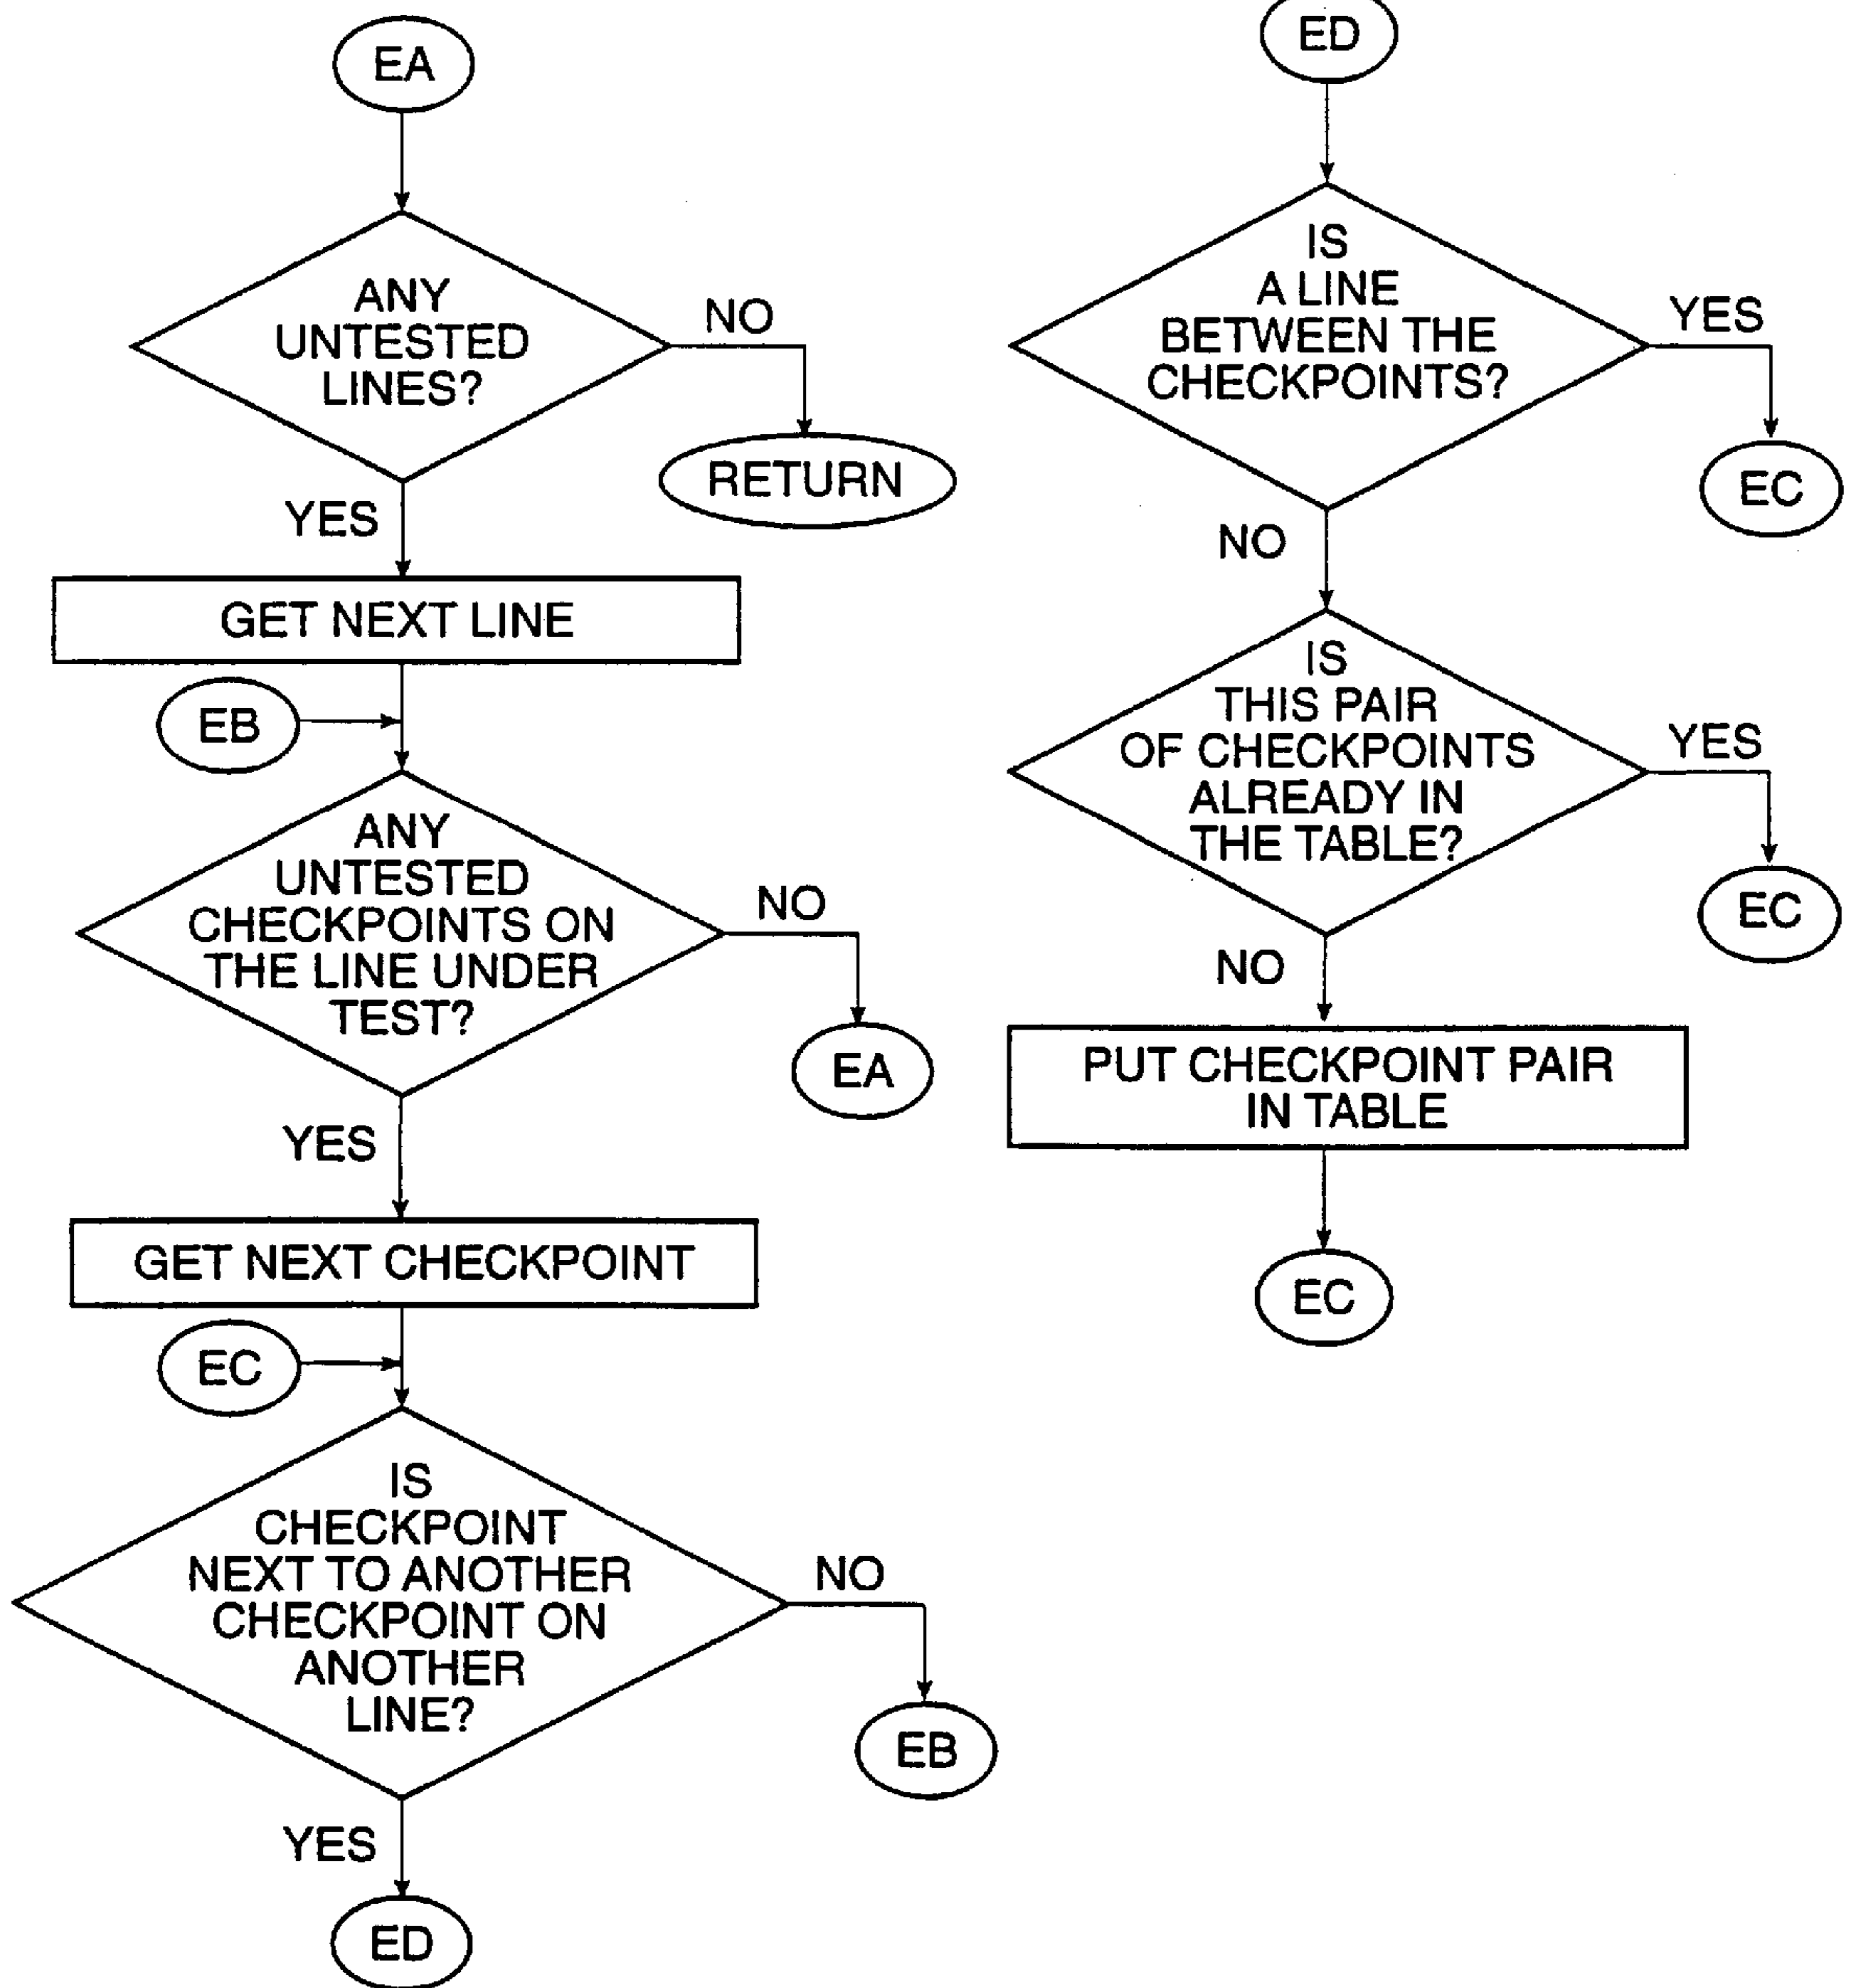 EA
ANY
UNTESTED
LINES?
NO
RETURN
YES
GET NEXT LINE
EB
ANY
UNTESTED
CHECKPOINTS ON
THE LINE UNDER
TEST?
NO
EA
YES
GET NEXT CHECKPOINT
EC
IS
CHECKPOINT
NEXT TO ANOTHER
CHECKPOINT ON
ANOTHER
LINE?
NO
EB
YES
ED
ED
IS
A LINE
BETWEEN THE
CHECKPOINTS?
YES
EC
NO
IS
THIS PAIR
OF CHECKPOINTS
ALREADY IN
THE TABLE?
YES
EC
NO
PUT CHECKPOINT PAIR
IN TABLE
EC